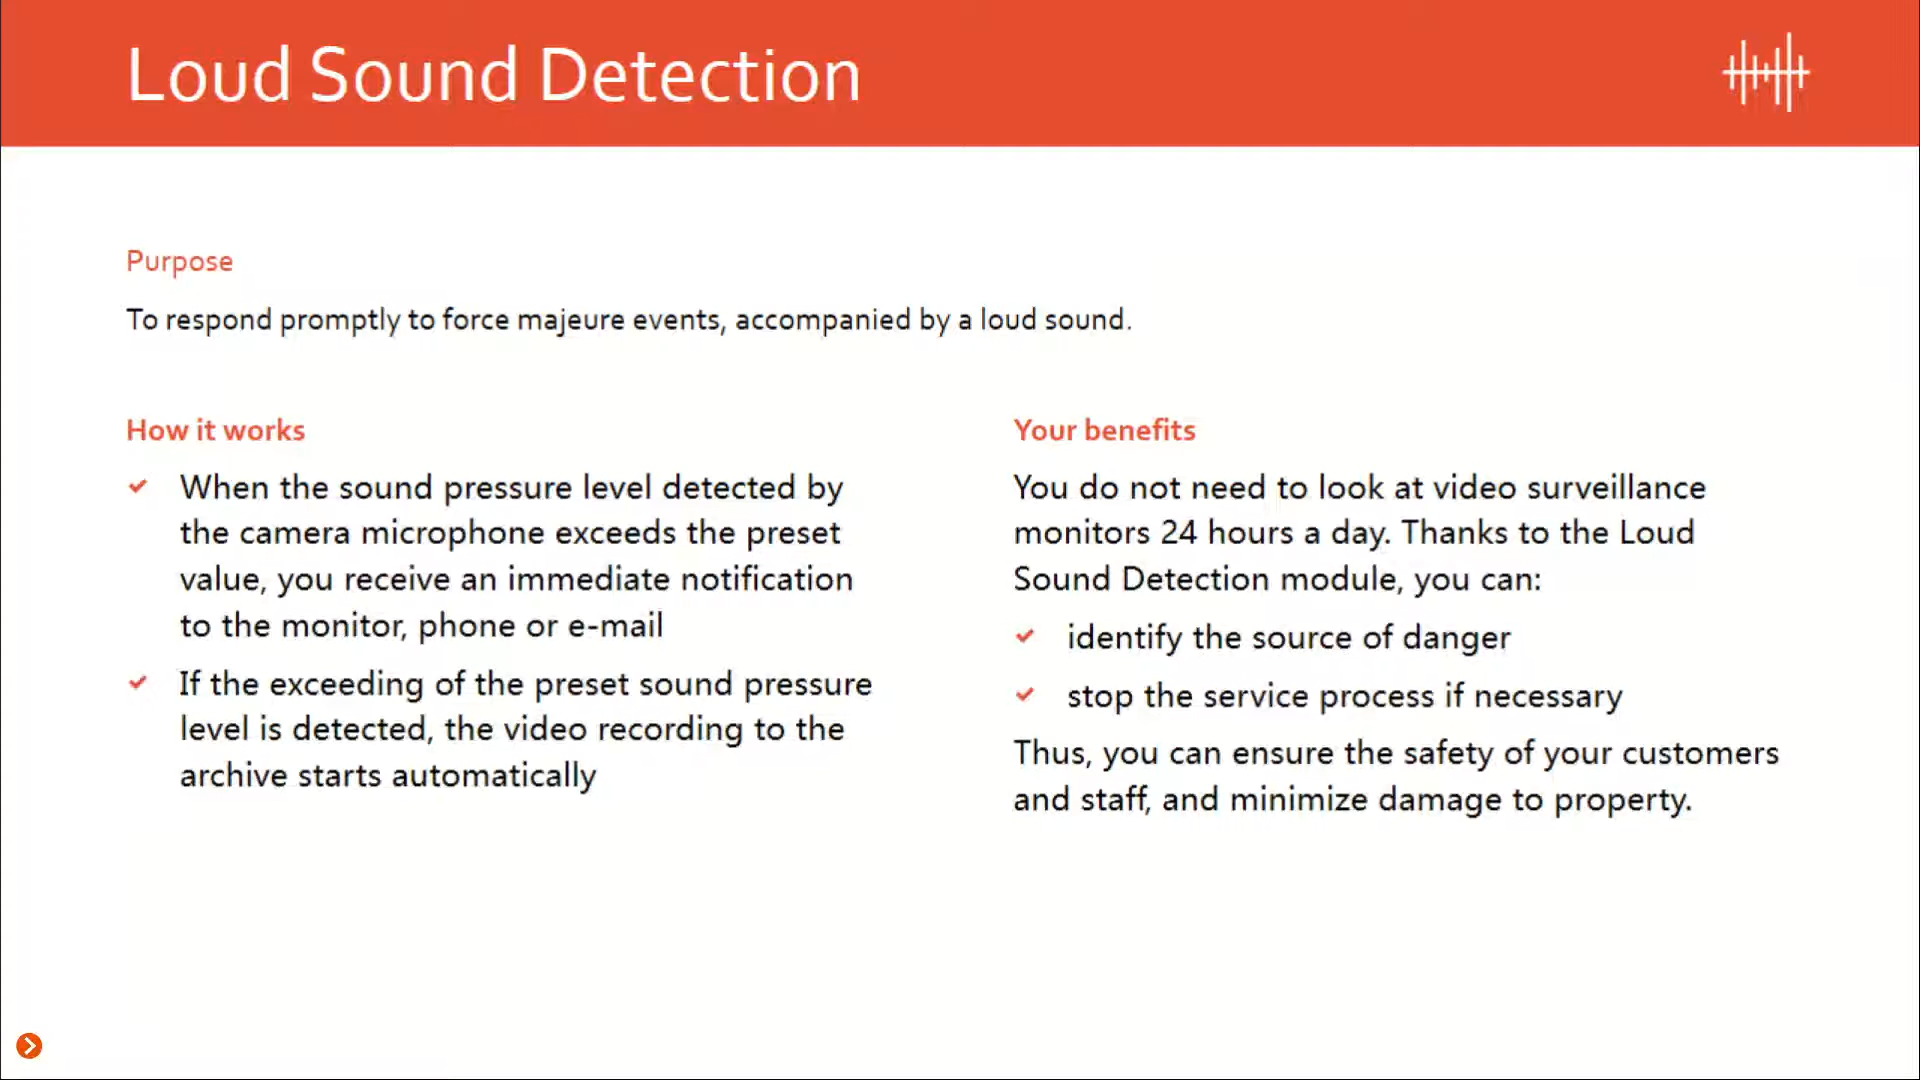 Loud Sound Detection
Purpose
To respond promptly to force majeure events, accompanied by a loud sound.
How it works
When the sound pressure level detected by
the camera microphone exceeds the preset
value, you receive an immediate notification
to the monitor, phone or e-mail
If the exceeding of the preset sound pressure
level is detected, the video recording to the
archive starts automatically
Your benefits
You do not need to look at video surveillance
monitors 24 hours a day. Thanks to the Loud
Sound Detection module, you can:
identify the source of danger
stop the service process if necessary
Thus, you can ensure the safety of your customers
and staff, and minimize damage to property.